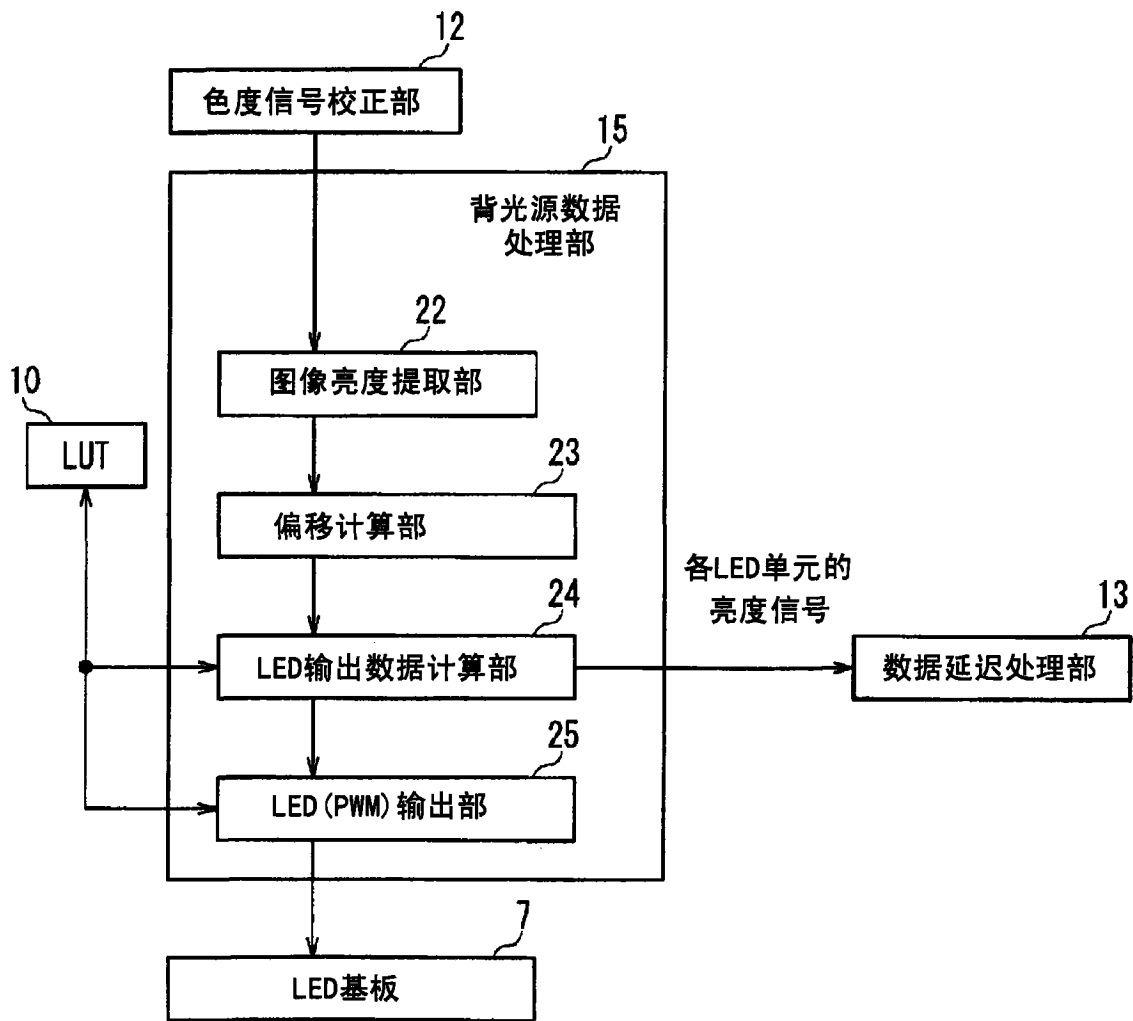 12
色度信号校正部
15
背光源数据
处理部
22
图像亮度提取部
10
LUT
23
偏移计算部
各LED单元的
亮度信号
24
LED输出数据计算部
13
数据延迟处理部
25
LED(PWM)输出部
7
LED基板